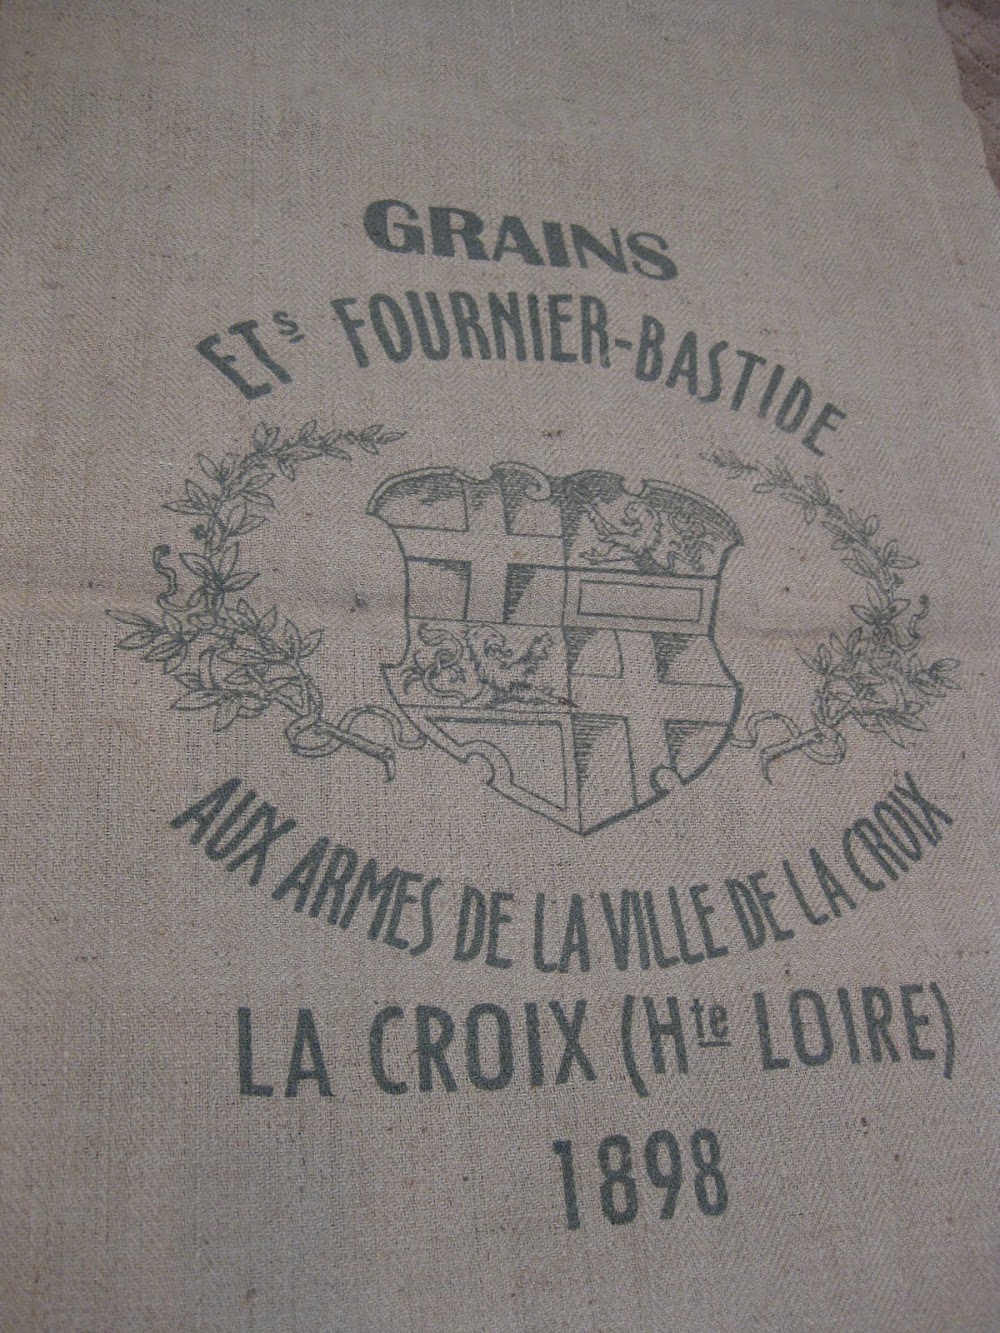 GRAINS
ETs FOURNIER-BASTIDE
AUX ARMES DE LA VILLE DE LA CROIX
LA CROIX (Hte LOIRE)
1898